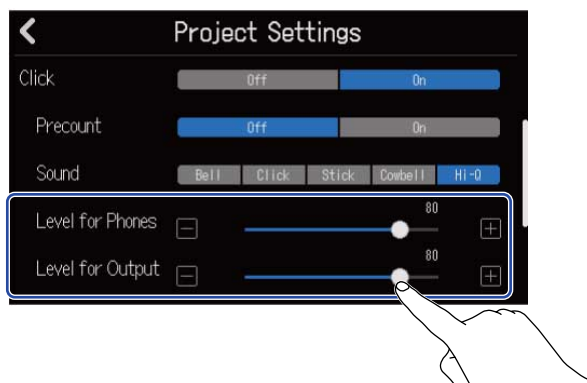 Project Settings
Click Off On
Precount Off On
Sound Bell Click Stick Cowbell Hi-Q
Level for Phones 80
Level for Output 80